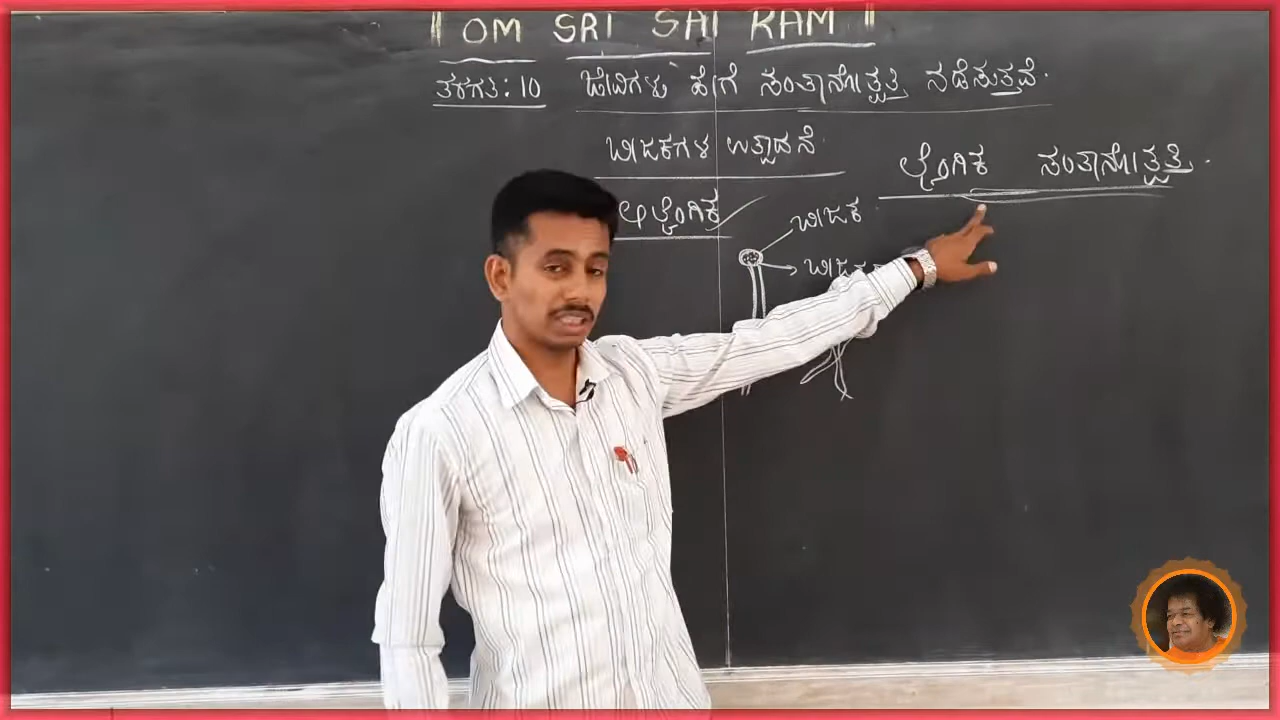 ॥ OM SRI SAI RAM ॥
ತರಗತಿ: 10 ಜೀವಿಗಳು ಹೇಗೆ ಸಂತಾನೋತ್ಪತ್ತಿ ನಡೆಸುತ್ತವೆ.
ಬೀಜಕಗಳ ಉತ್ಪಾದನೆ
ಲೈಂಗಿಕ ಸಂತಾನೋತ್ಪತ್ತಿ.
ಅಲೈಂಗಿಕ
ಬೀಜಕ